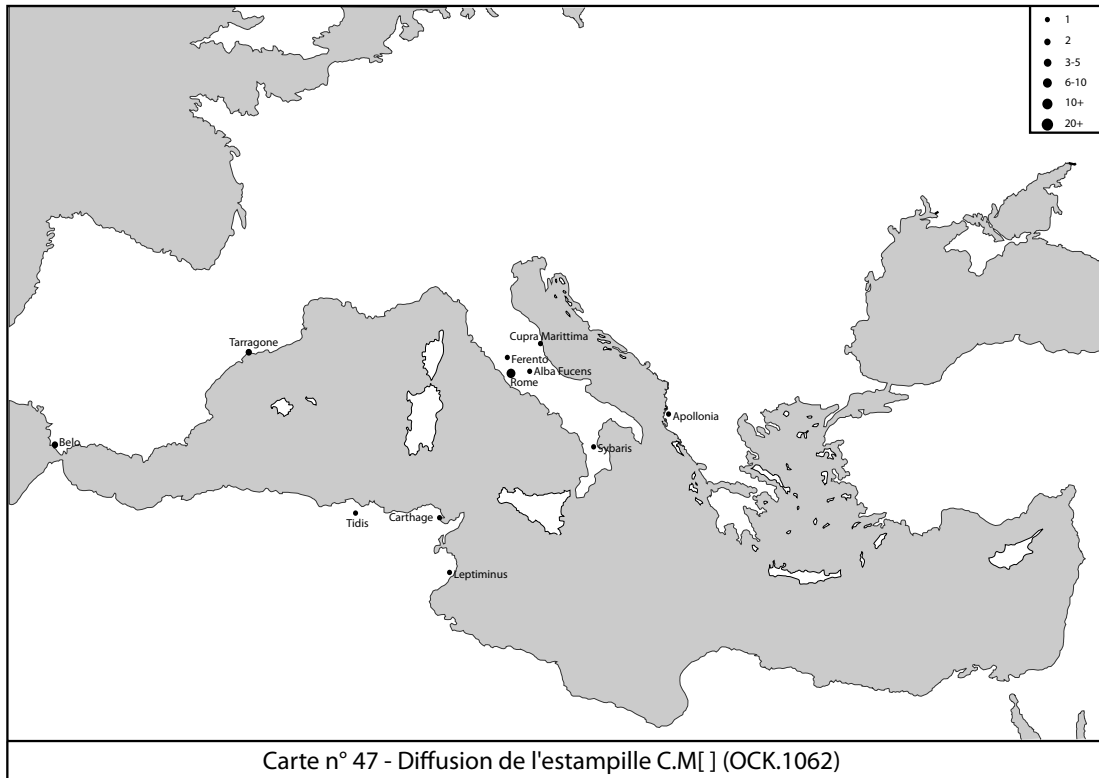 1
2
3-5
6-10
10+
20+
Cupra Marittima
Tarragone
Ferento
Alba Fucens
Rome
Apollonia
Belo
Sybaris
Tidis
Carthage
Leptiminus
Carte n° 47 - Diffusion de l'estampille C.M[ ] (OCK.1062)